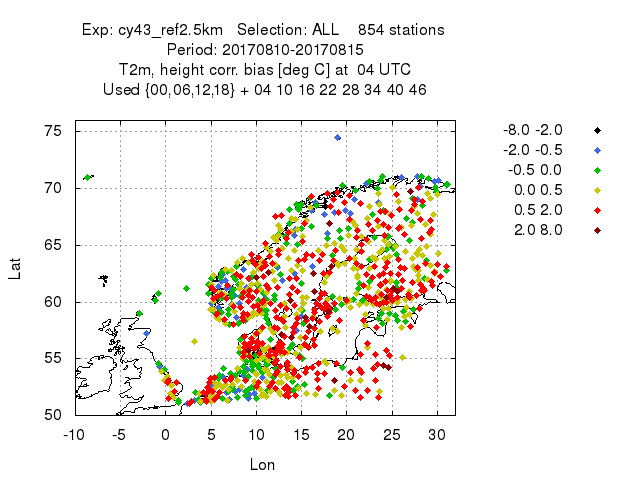 Exp: cy43_ref2.5km   Selection: ALL    854 stations
Period: 20170810-20170815
T2m, height corr. bias [deg C] at  04 UTC
Used {00,06,12,18} + 04 10 16 22 28 34 40 46
75
70
65
60
55
50
Lat
-10 -5 0 5 10 15 20 25 30
Lon
-8.0 -2.0
-2.0 -0.5
-0.5 0.0
0.0 0.5
0.5 2.0
2.0 8.0